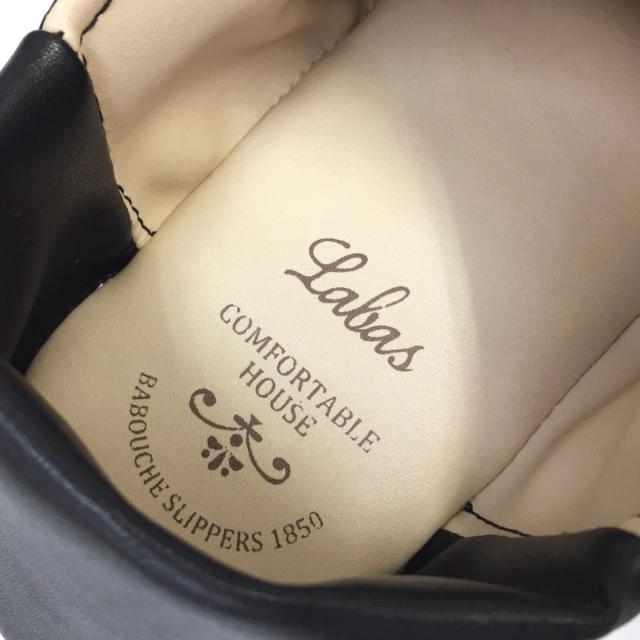 Labas
COMFORTABLE
HOUSE
BABOUCHE SLIPPERS 1850